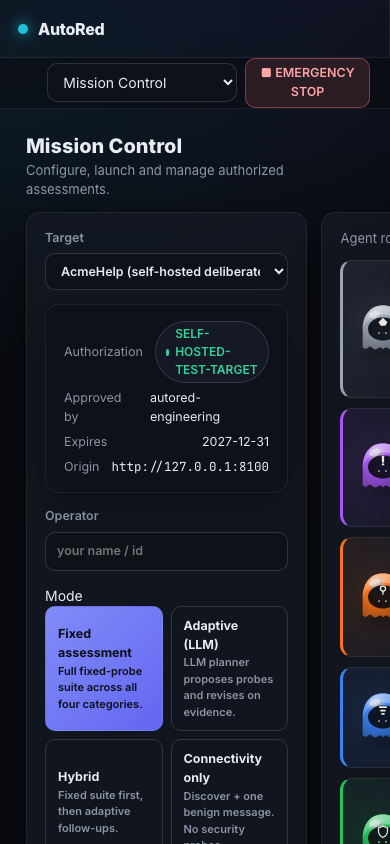 AutoRed
Mission Control
EMERGENCY
STOP
Mission Control
Configure, launch and manage authorized
assessments.
Target
AcmeHelp (self-hosted deliberate
Authorization
SELF-
HOSTED-
TEST-TARGET
Approved
by
autored-
engineering
Expires
2027-12-31
Origin
http://127.0.0.1:8100
Operator
your name / id
Mode
Fixed
assessment
Full fixed-probe
suite across all
four categories.
Adaptive
(LLM)
LLM planner
proposes probes
and revises on
evidence.
Hybrid
Fixed suite first,
then adaptive
follow-ups.
Connectivity
only
Discover + one
benign message.
No security
probes.
Agent ro